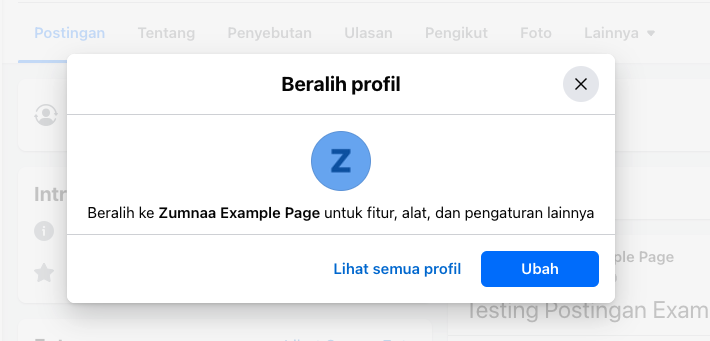 Postingan Tentang Penyebutan Ulasan Pengikut Foto Lainnya
Beralih profil
Z
Beralih ke Zumnaa Example Page untuk fitur, alat, dan pengaturan lainnya
Intr
Lihat semua profil Ubah
Page
Testing Postingan Exam